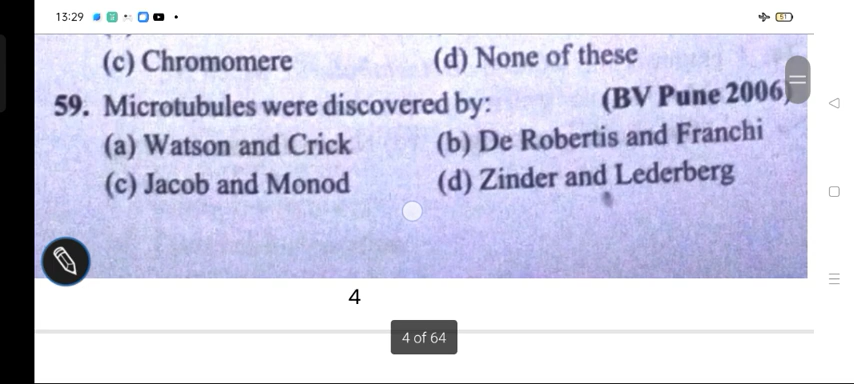 13:29
51
(c) Chromomere (d) None of these
59. Microtubules were discovered by: (BV Pune 2006)
(a) Watson and Crick (b) De Robertis and Franchi
(c) Jacob and Monod (d) Zinder and Lederberg
4
4 of 64